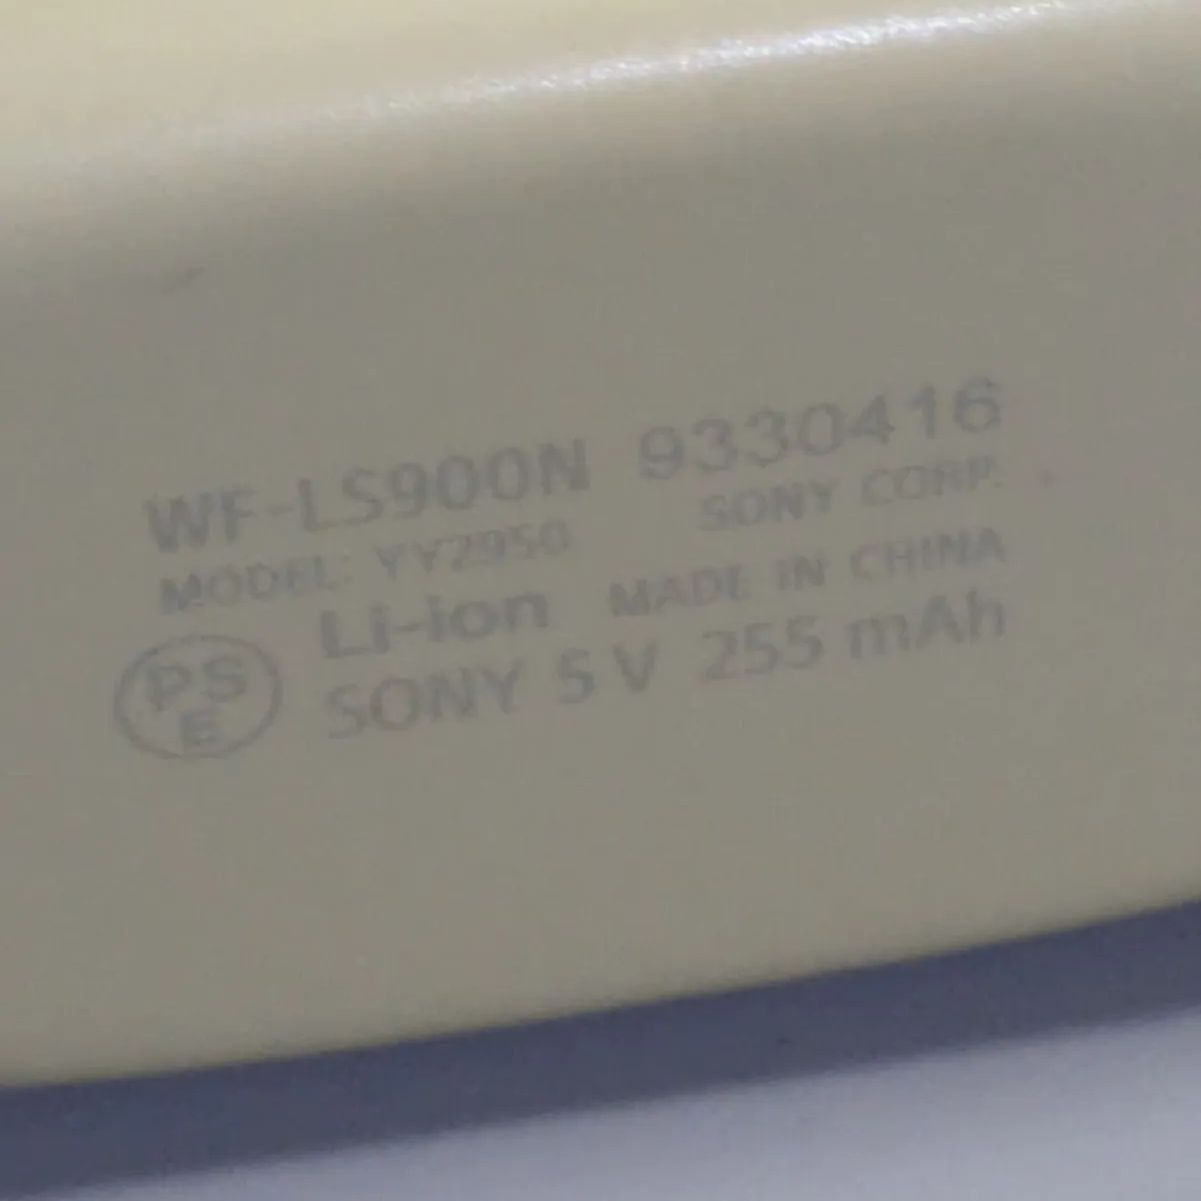 WF-LS900N 9330416
MODEL: YY2950 SONY CORP.
Li-ion MADE IN CHINA
SONY 5 V 255 mAh
PS
E